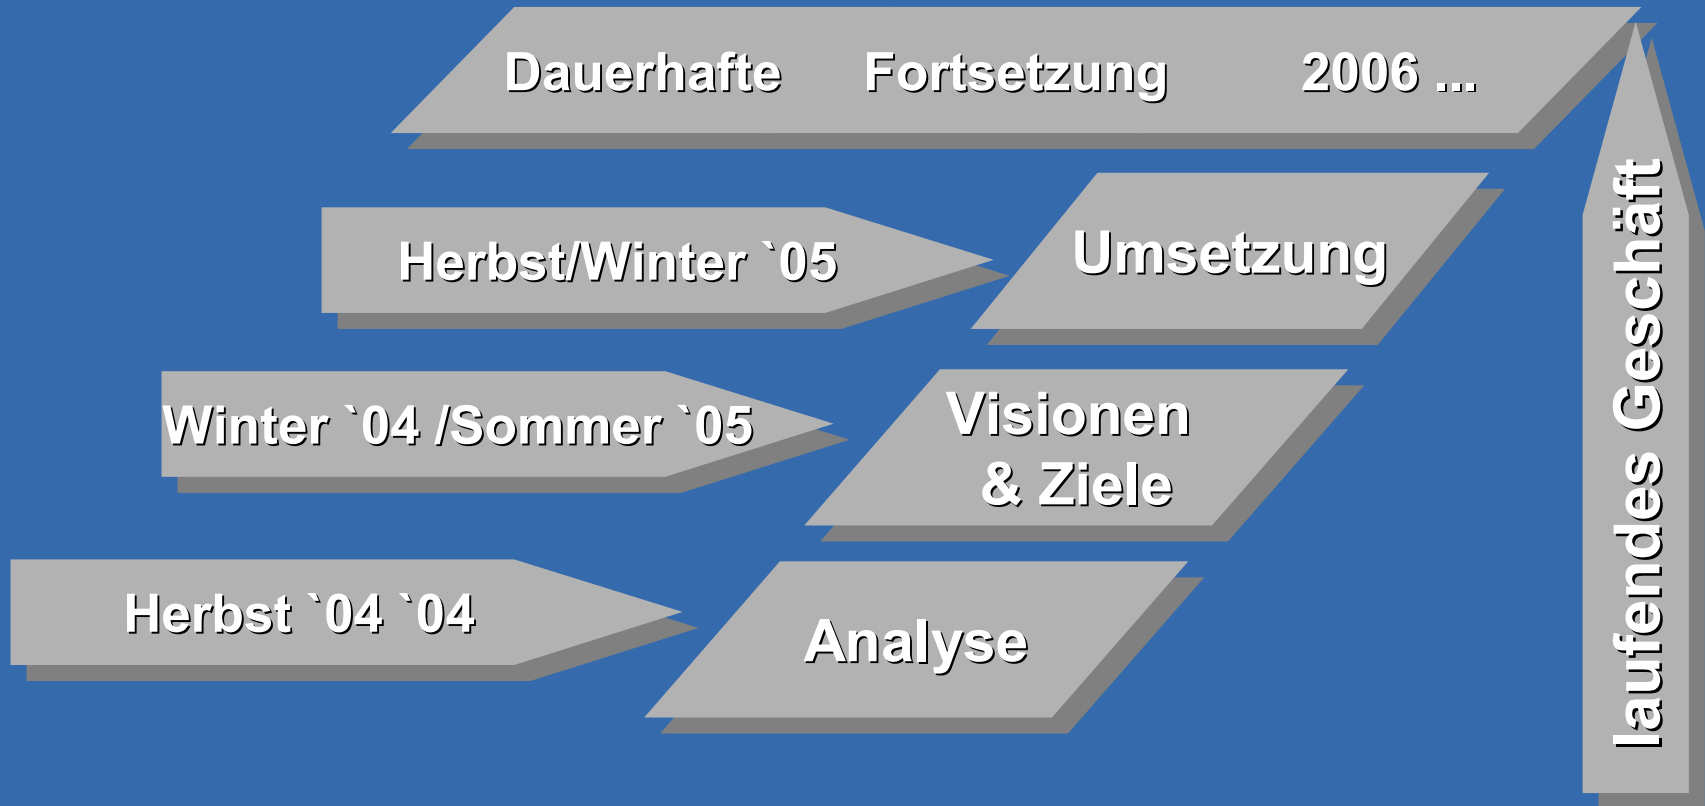 Dauerhafte Fortsetzung 2006 ...
Herbst/Winter `05
Umsetzung
Winter `04 /Sommer `05
Visionen
& Ziele
Herbst `04 `04
Analyse
laufendes Geschäft